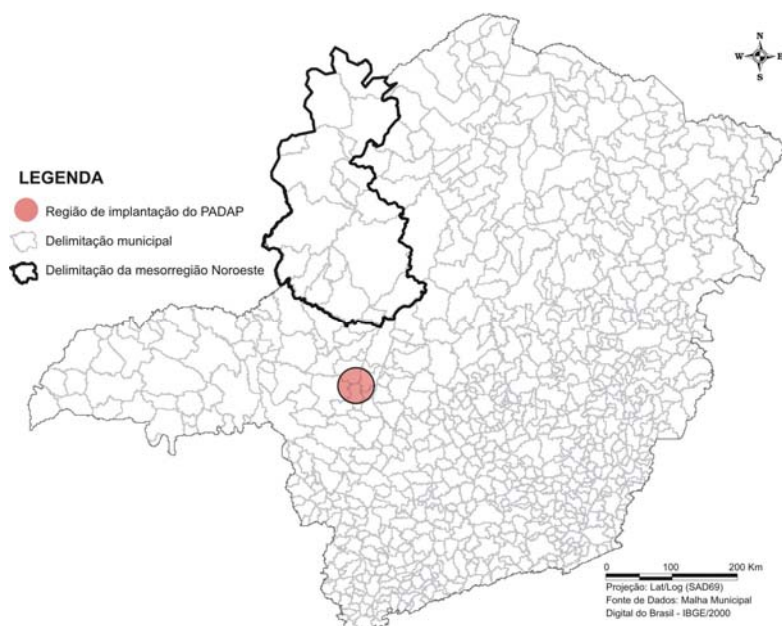 N
W
E
S
LEGENDA
Região de implantação do PADAP
Delimitação municipal
Delimitação da mesorregião Noroeste
0 100 200 Km
Projeção: Lat/Log (SAD69)
Fonte de Dados: Malha Municipal
Digital do Brasil - IBGE/2000